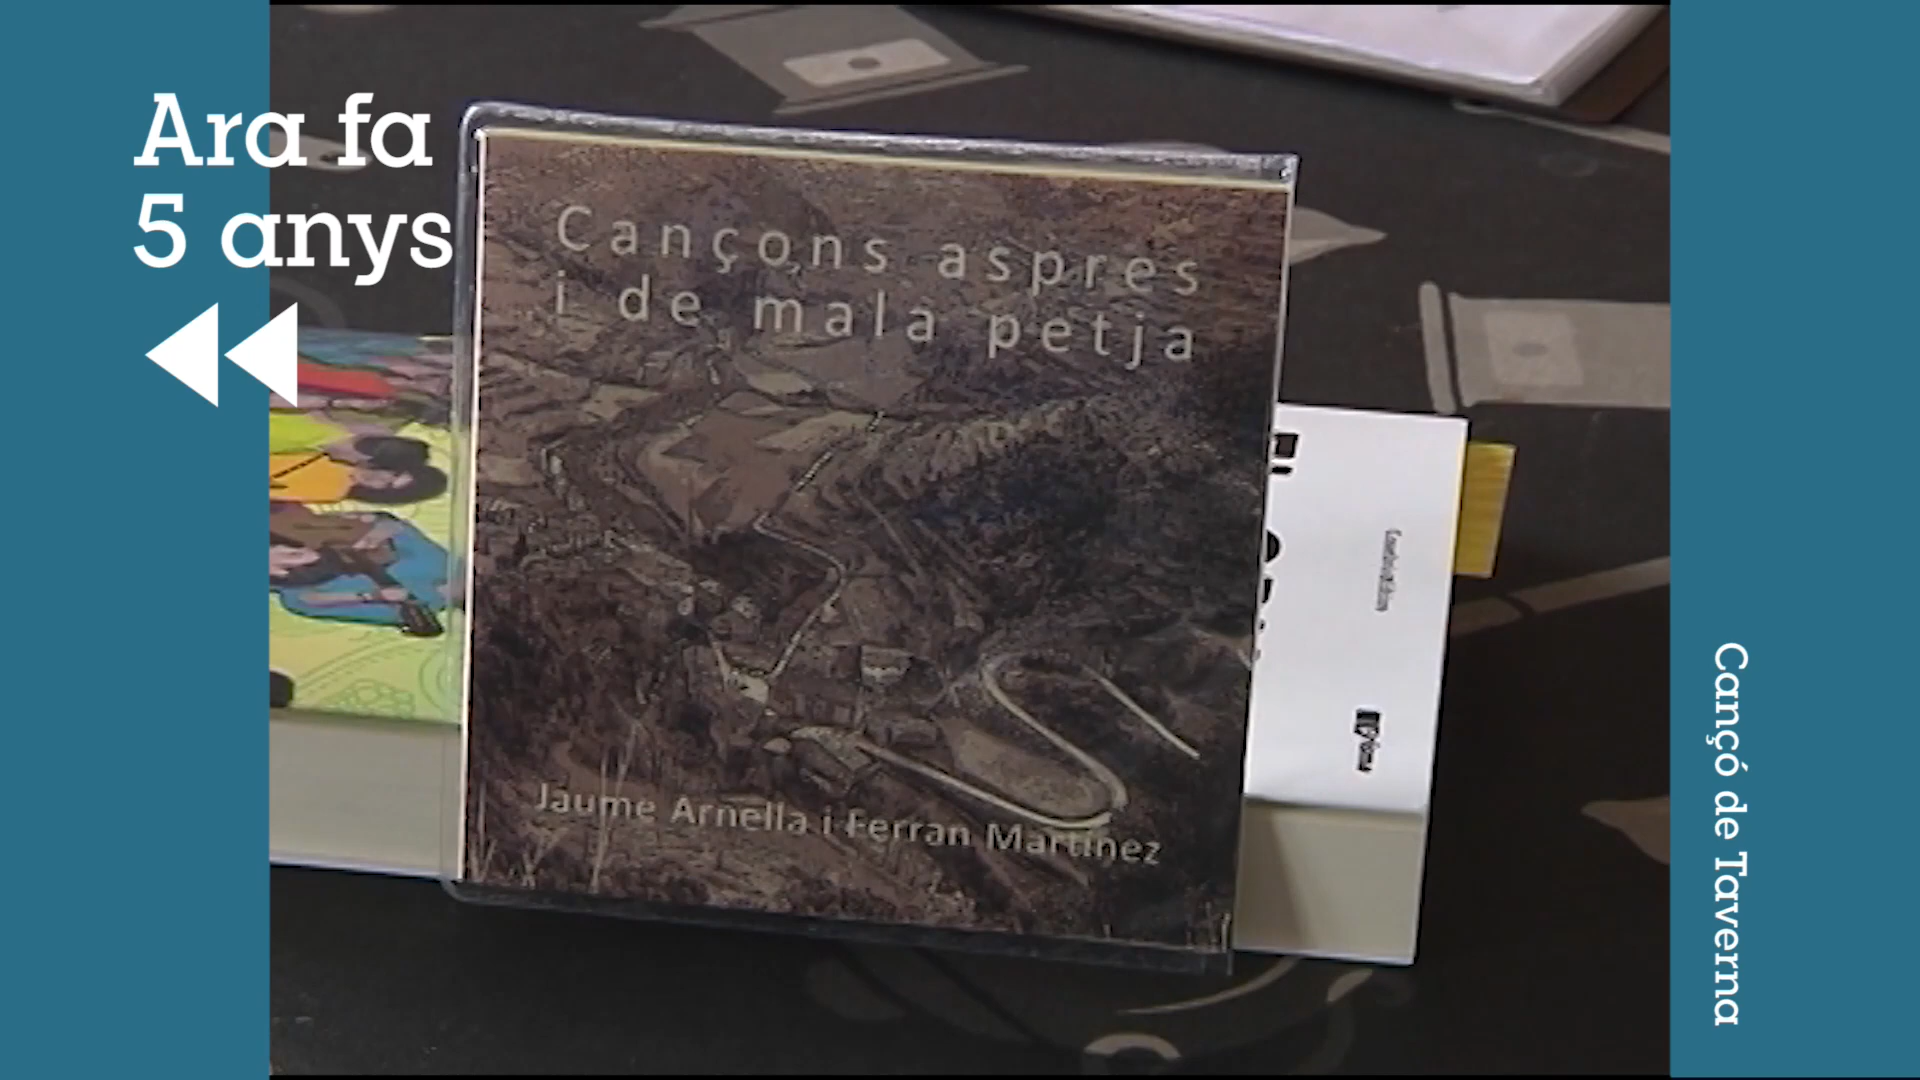 Ara fa
5 anys
Cançons aspres
i de mala petja
Jaume Arnella i Ferran Martínez
Cançó de Taverna